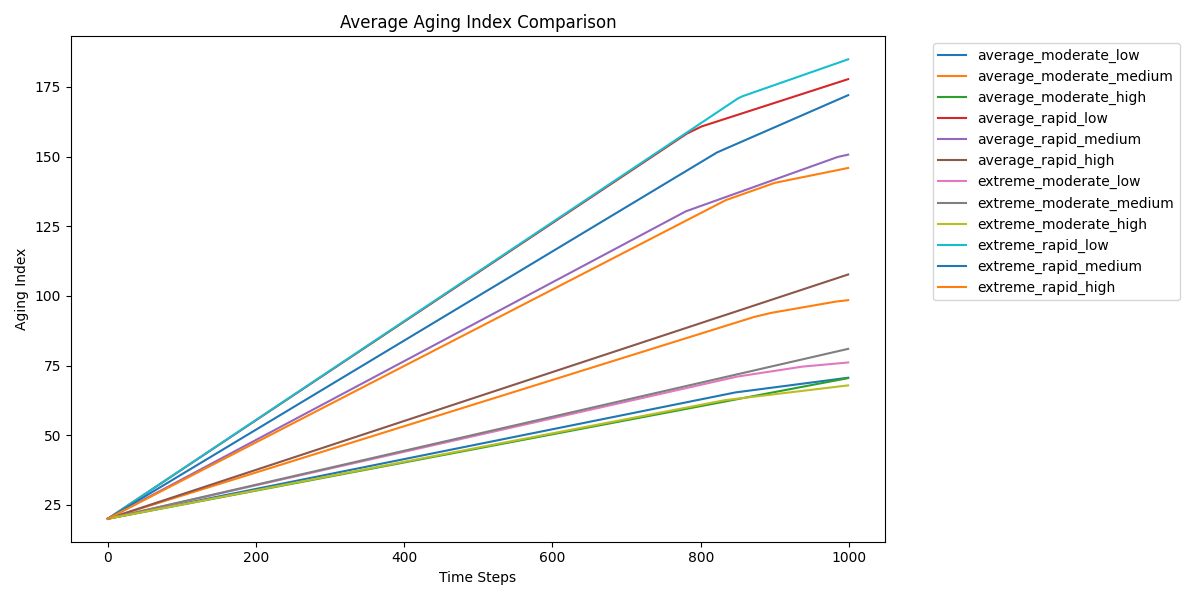 Average Aging Index Comparison
Aging Index
175
150
125
100
75
50
25
0
200
400
600
800
1000
Time Steps
average_moderate_low
average_moderate_medium
average_moderate_high
average_rapid_low
average_rapid_medium
average_rapid_high
extreme_moderate_low
extreme_moderate_medium
extreme_moderate_high
extreme_rapid_low
extreme_rapid_medium
extreme_rapid_high